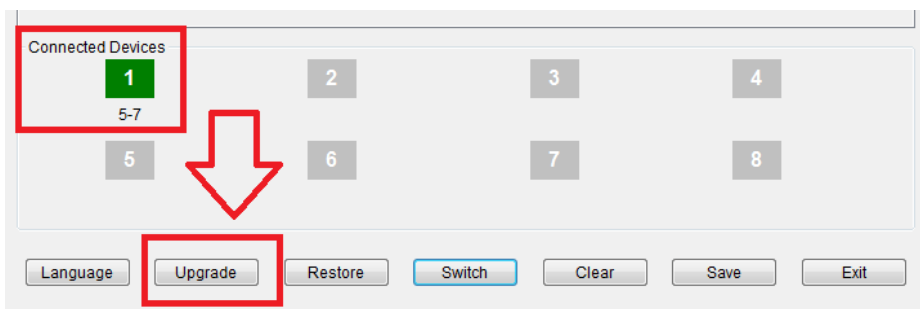 Connected Devices
1 2 3 4
5-7
5 6 7 8
Language Upgrade Restore Switch Clear Save Exit